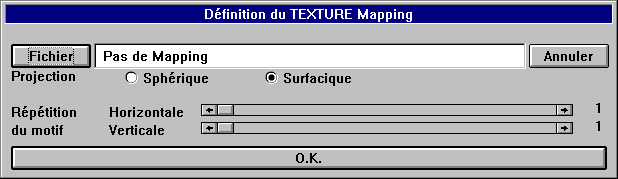 Définition du TEXTURE Mapping
Fichier Pas de Mapping Annuler
Projection Sphérique Surfacique
Répétition Horizontale 1
du motif Verticale 1
O.K.